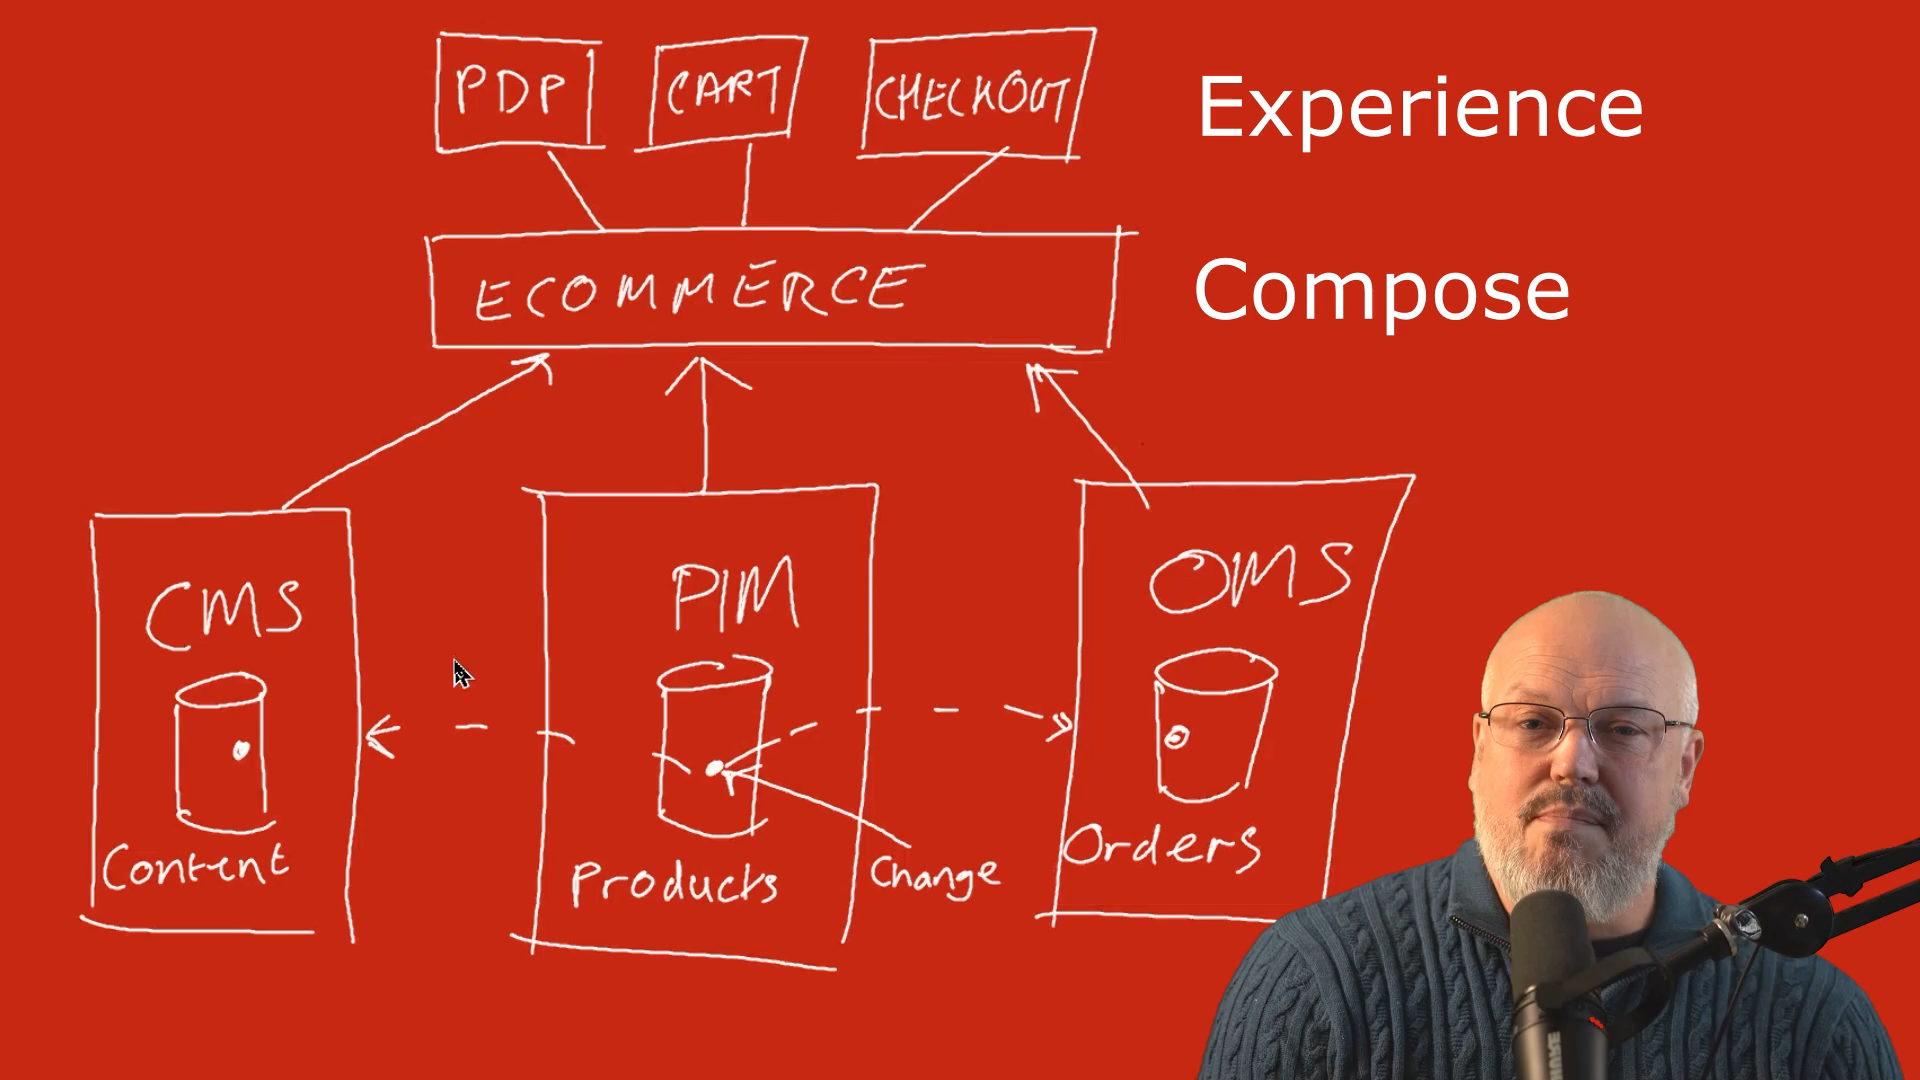 PDP
CART
CHECKOUT
Experience
ECOMMERCE
Compose
CMS
PIM
OMS
Content
Products
Change
Orders